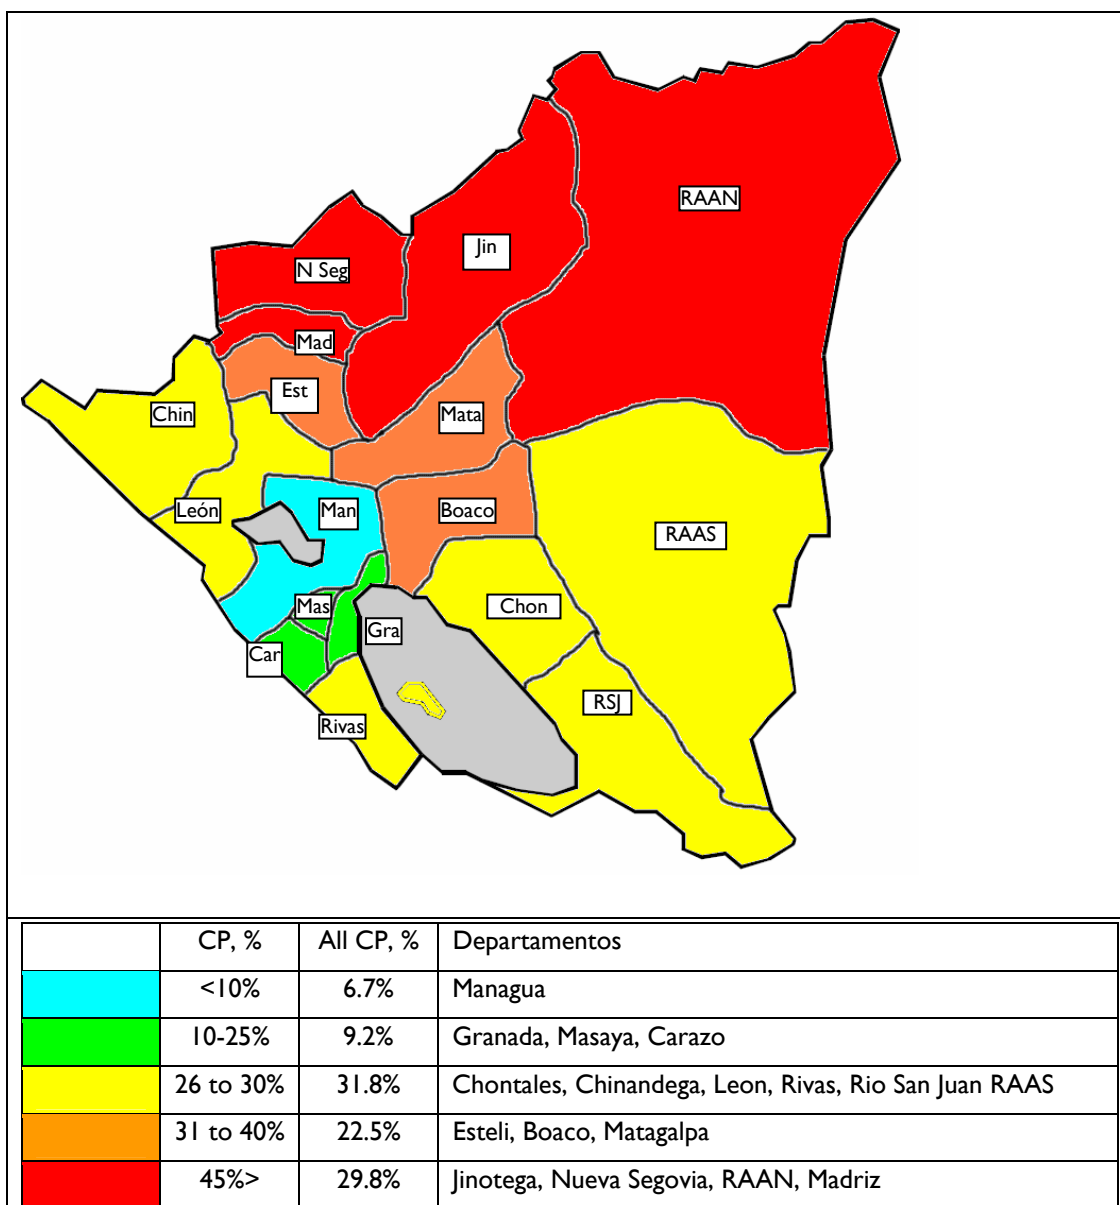 RAAN
Jin
N Seg
Mad
Est
Chin
Mata
León
Man
Boaco
RAAS
Mas
Chon
Gra
Car
RSJ
Rivas
CP, % All CP, % Departamentos
<10% 6.7% Managua
10-25% 9.2% Granada, Masaya, Carazo
26 to 30% 31.8% Chontales, Chinandega, Leon, Rivas, Rio San Juan RAAS
31 to 40% 22.5% Esteli, Boaco, Matagalpa
45%> 29.8% Jinotega, Nueva Segovia, RAAN, Madriz